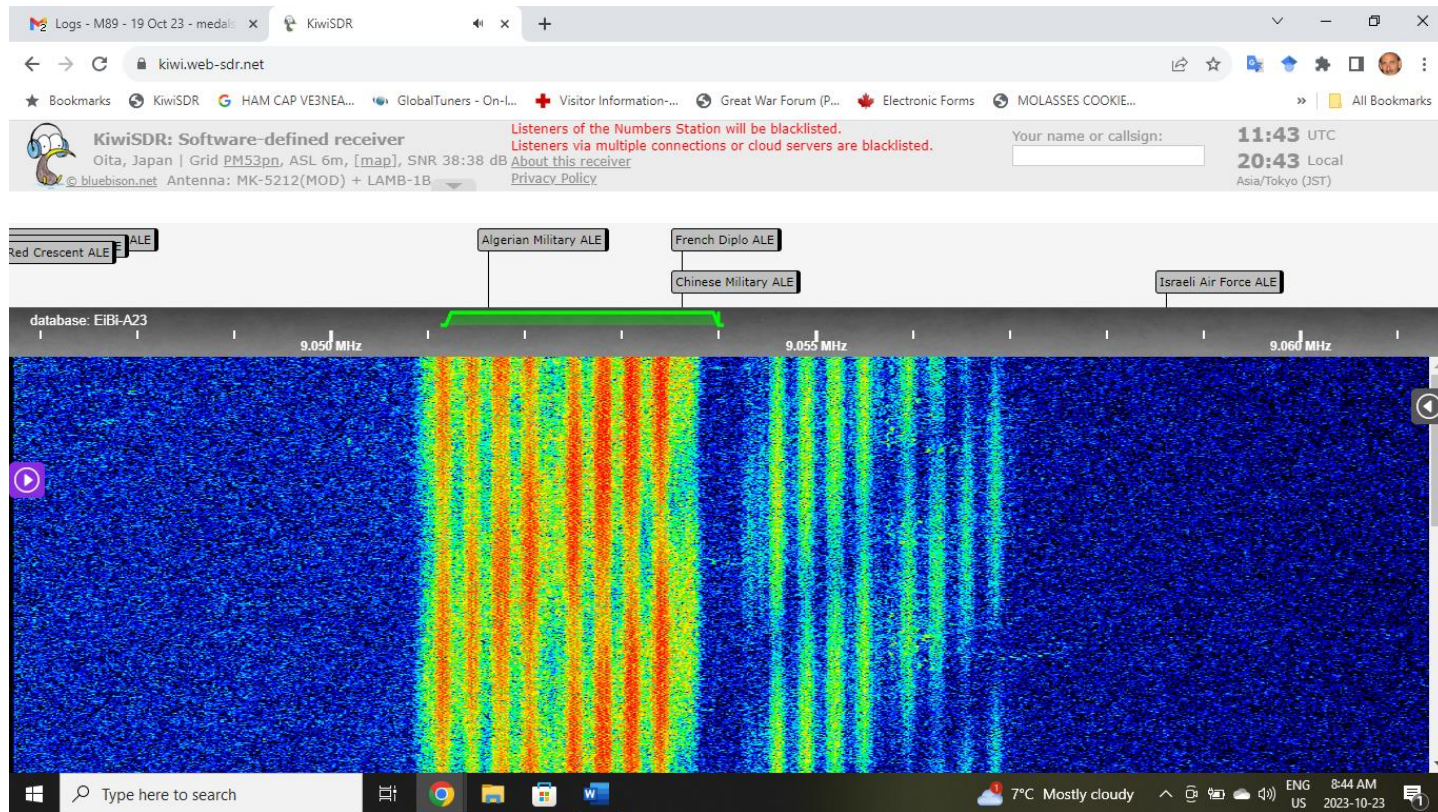 Logs - M89 - 19 Oct 23 - medals
KiwiSDR
kiwi.web-sdr.net
Bookmarks KiwiSDR HAM CAP VE3NEA... GlobalTuners - On-l... Visitor Information-... Great War Forum (P... Electronic Forms MOLASSES COOKIE... » All Bookmarks
KiwiSDR: Software-defined receiver
Oita, Japan | Grid PM53pn, ASL 6m, [map], SNR 38:38 dB
© bluebison.net Antenna: MK-5212(MOD) + LAMB-1B
Listeners of the Numbers Station will be blacklisted.
Listeners via multiple connections or cloud servers are blacklisted.
About this receiver
Privacy Policy
Your name or callsign:
11:43 UTC
20:43 Local
Asia/Tokyo (JST)
ALE
E
Red Crescent ALE
Algerian Military ALE
French Diplo ALE
Chinese Military ALE
Israeli Air Force ALE
database: EiBi-A23
9.050 MHz 9.055 MHz 9.060 MHz
Type here to search
7°C Mostly cloudy
ENG
US
8:44 AM
2023-10-23
1